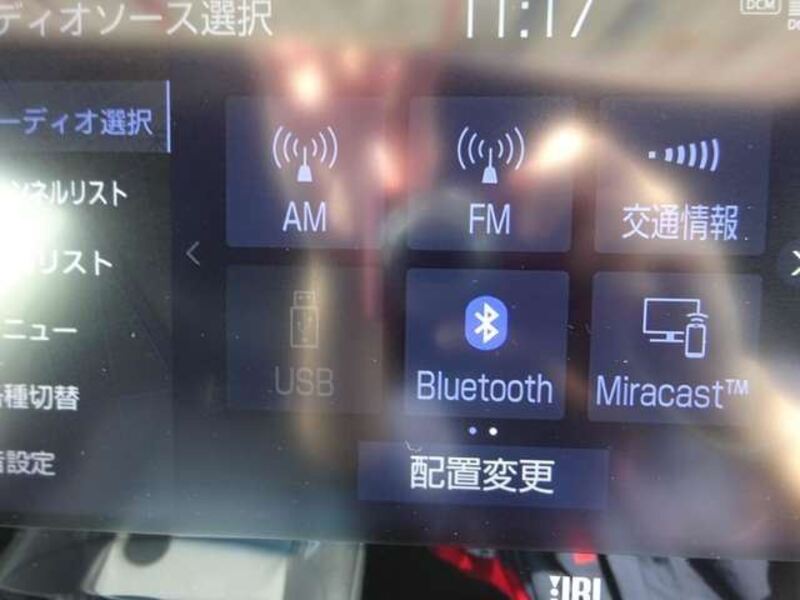 ディオソース選択
11:17
DCM
ーディオ選択
AM
FM
交通情報
ンネルリスト
リスト
USB
Bluetooth
Miracast™
ニュー
種切替
配置変更
音設定
JBL